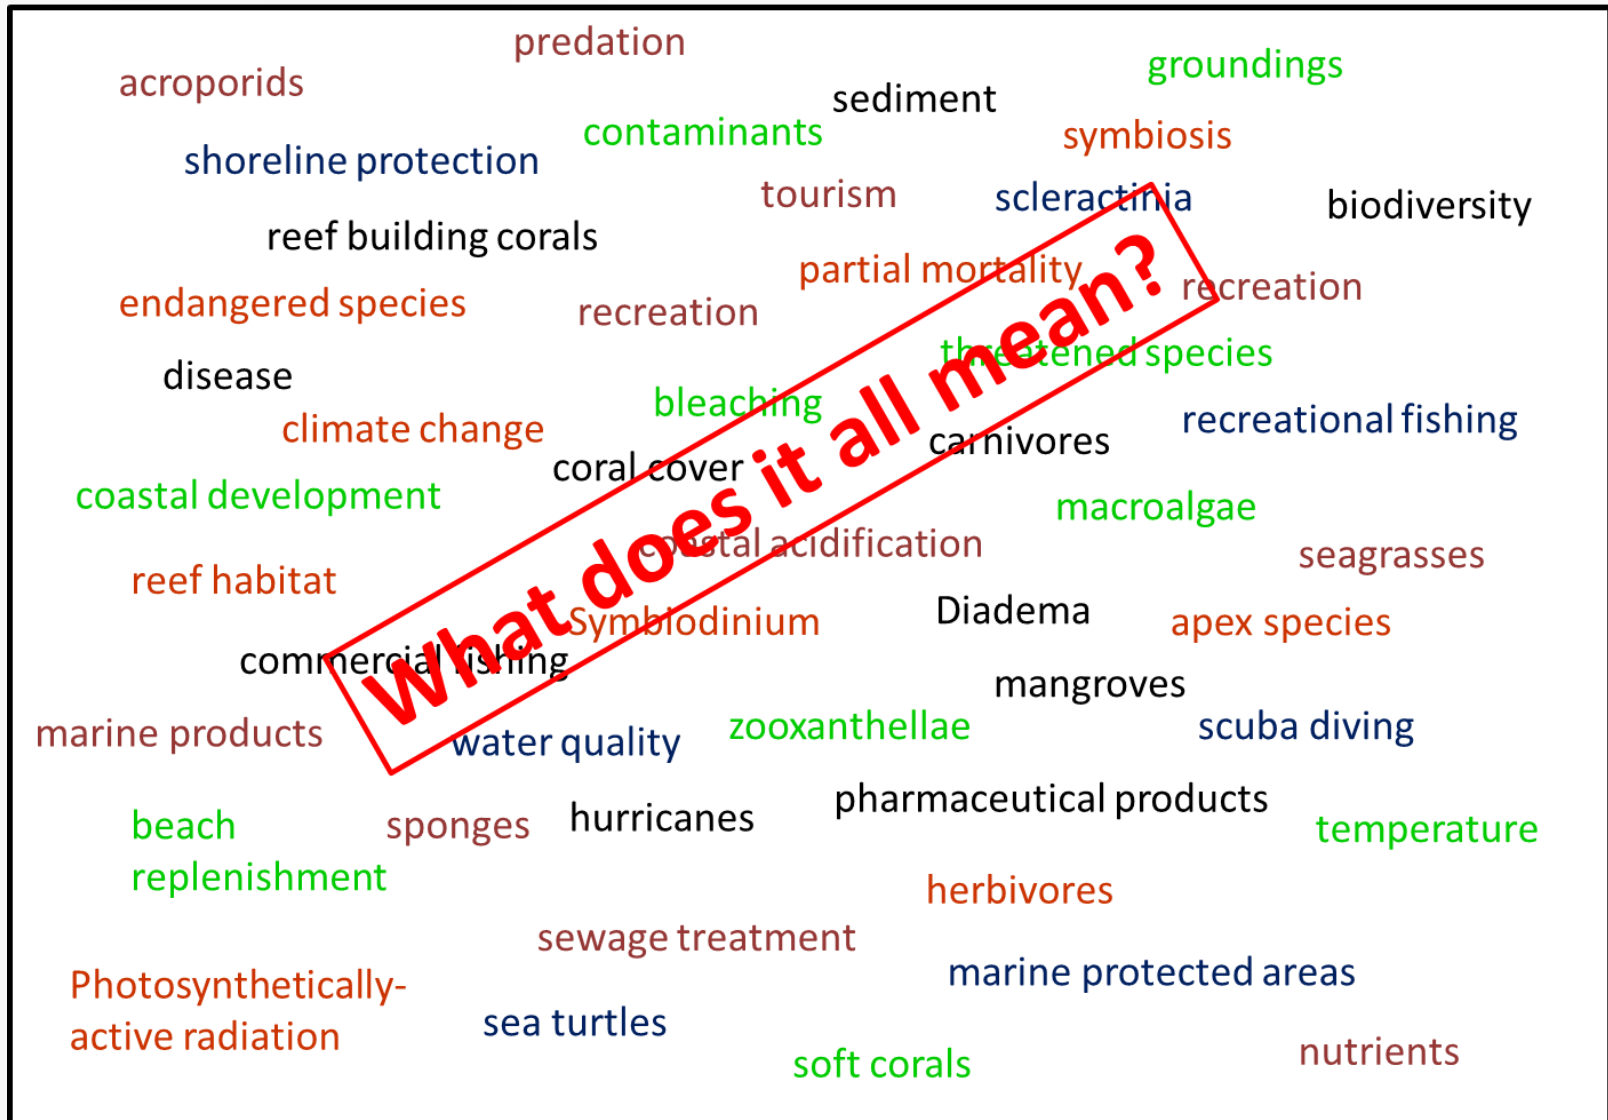 predation
groundings
acroporids
sediment
contaminants
symbiosis
shoreline protection
tourism
scleractinia
biodiversity
reef building corals
partial mortality
recreation
endangered species
recreation
threatened species
disease
bleaching
recreational fishing
climate change
carnivores
coral cover
coastal development
macroalgae
What does it all mean?
coastal acidification
seagrasses
reef habitat
Diadema
Symbiodinium
apex species
commercial fishing
mangroves
marine products
water quality
zooxanthellae
scuba diving
pharmaceutical products
beach
replenishment
sponges
hurricanes
temperature
herbivores
sewage treatment
marine protected areas
Photosynthetically-
active radiation
sea turtles
soft corals
nutrients